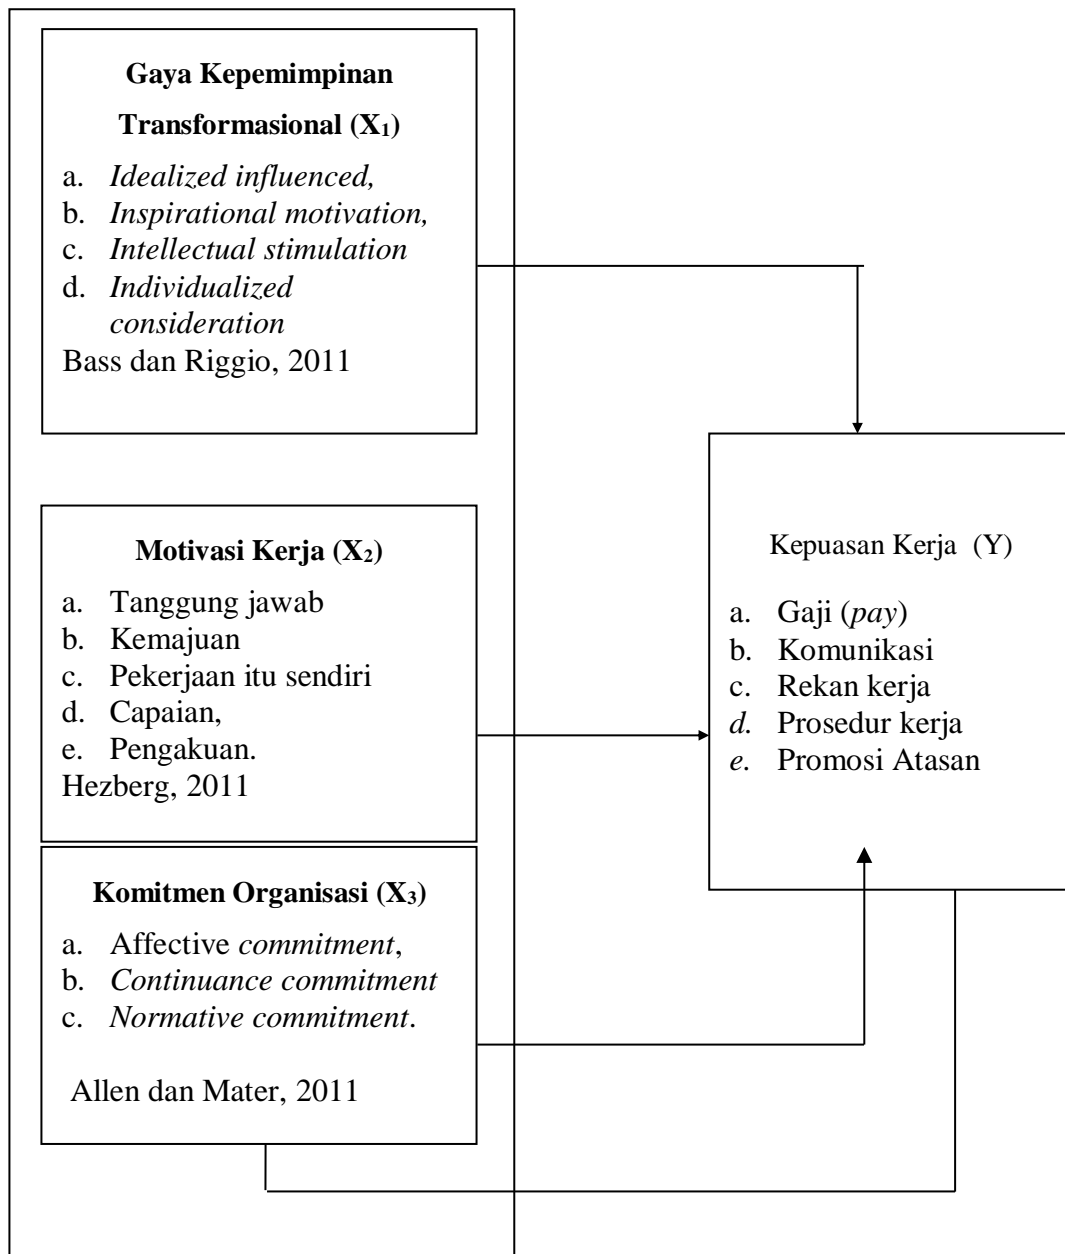 Gaya Kepemimpinan
Transformasional (X₁)
a. Idealized influenced,
b. Inspirational motivation,
c. Intellectual stimulation
d. Individualized
consideration
Bass dan Riggio, 2011
Motivasi Kerja (X₂)
a. Tanggung jawab
b. Kemajuan
c. Pekerjaan itu sendiri
d. Capaian,
e. Pengakuan.
Hezberg, 2011
Komitmen Organisasi (X₃)
a. Affective commitment,
b. Continuance commitment
c. Normative commitment.
Allen dan Mater, 2011
Kepuasan Kerja (Y)
a. Gaji (pay)
b. Komunikasi
c. Rekan kerja
d. Prosedur kerja
e. Promosi Atasan